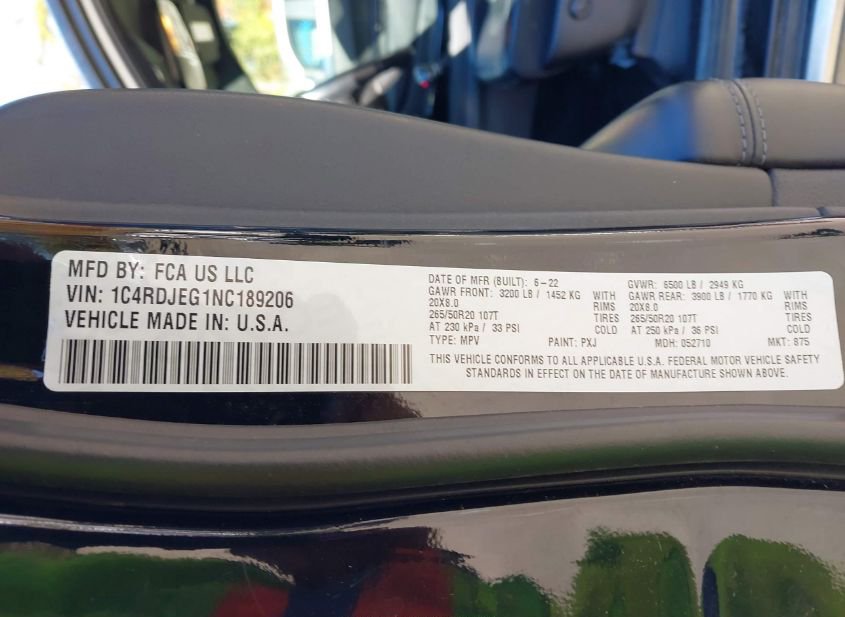 MFD BY: FCA US LLC
VIN: 1C4RDJEG1NC189206
VEHICLE MADE IN: U.S.A.
DATE OF MFR (BUILT): 6-22 GVWR: 6500 LB / 2949 KG
GAWR FRONT: 3200 LB / 1452 KG WITH GAWR REAR: 3900 LB / 1770 KG WITH
20X8.0 RIMS 20X8.0 RIMS
265/50R20 107T TIRES 265/50R20 107T TIRES
AT 230 kPa / 33 PSI COLD AT 250 kPa / 36 PSI COLD
TYPE: MPV PAINT: PXJ MDH: 052710 MKT: 875
THIS VEHICLE CONFORMS TO ALL APPLICABLE U.S.A. FEDERAL MOTOR VEHICLE SAFETY
STANDARDS IN EFFECT ON THE DATE OF MANUFACTURE SHOWN ABOVE.